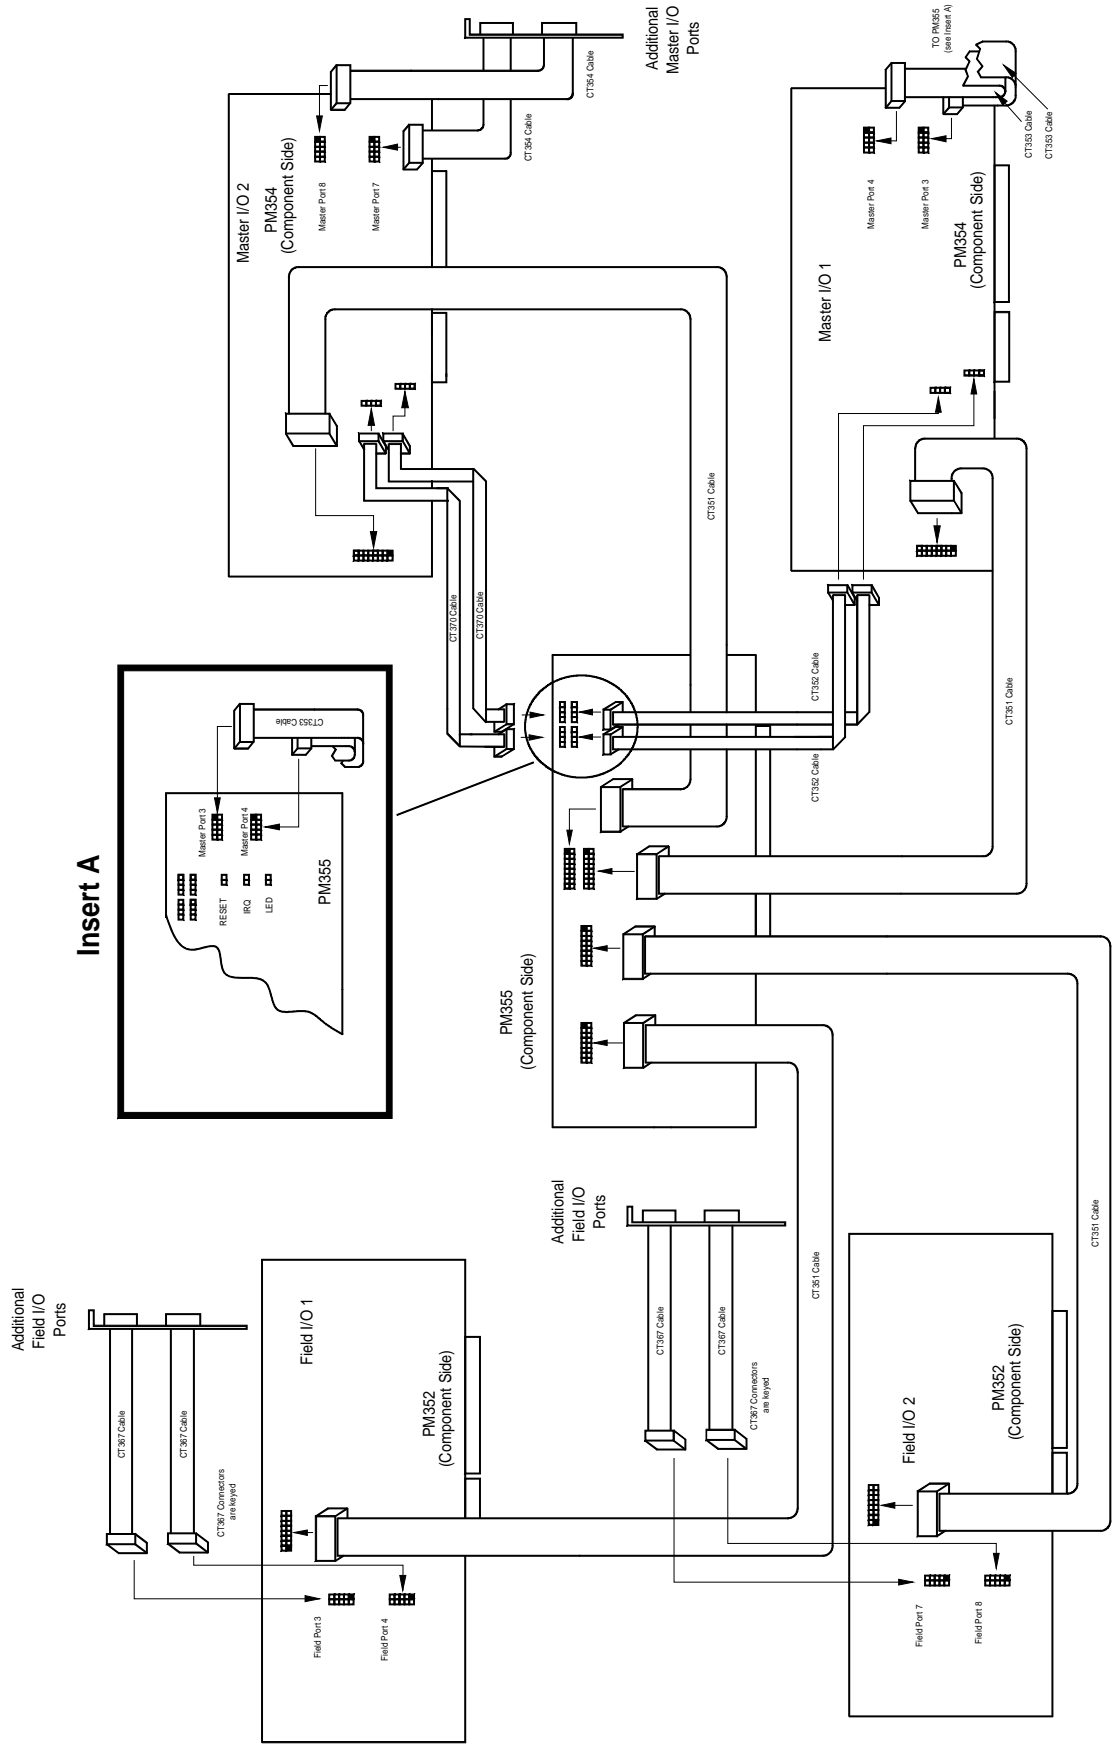 Insert A
Master Port 3
Master Port 4
RESET
IRQ
LED
PM355
CT353 Cable
Additional
Field I/O
Ports
CT367 Cable
CT367 Cable
CT367 Connectors
are keyed
Field I/O 1
PM352
(Component Side)
Field Port 3
Field Port 4
Additional
Field I/O
Ports
CT367 Cable
CT367 Cable
CT367 Connectors
are keyed
Field I/O 2
PM352
(Component Side)
Field Port 7
Field Port 8
CT351 Cable
CT351 Cable
PM355
(Component Side)
CT370 Cable
CT370 Cable
CT352 Cable
CT352 Cable
CT351 Cable
CT351 Cable
Master I/O 2
PM354
(Component Side)
Master Port 8
Master Port 7
CT354 Cable
CT354 Cable
Additional
Master I/O
Ports
Master I/O 1
PM354
(Component Side)
Master Port 4
Master Port 3
TO PM355
(see Insert A)
CT353 Cable
CT353 Cable